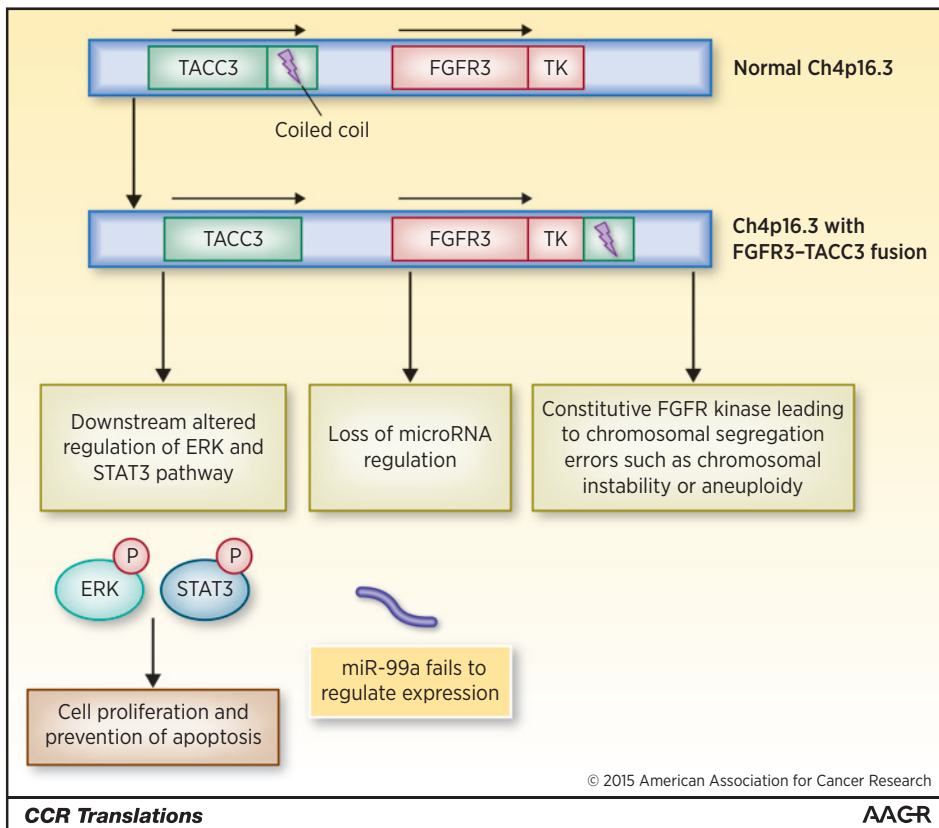 TACC3
FGFR3
TK
Normal Ch4p16.3
Coiled coil
TACC3
FGFR3
TK
Ch4p16.3 with
FGFR3–TACC3 fusion
Downstream altered
regulation of ERK and
STAT3 pathway
Loss of microRNA
regulation
Constitutive FGFR kinase leading
to chromosomal segregation
errors such as chromosomal
instability or aneuploidy
P
P
ERK
STAT3
miR-99a fails to
regulate expression
Cell proliferation and
prevention of apoptosis
© 2015 American Association for Cancer Research
CCR Translations
AACR